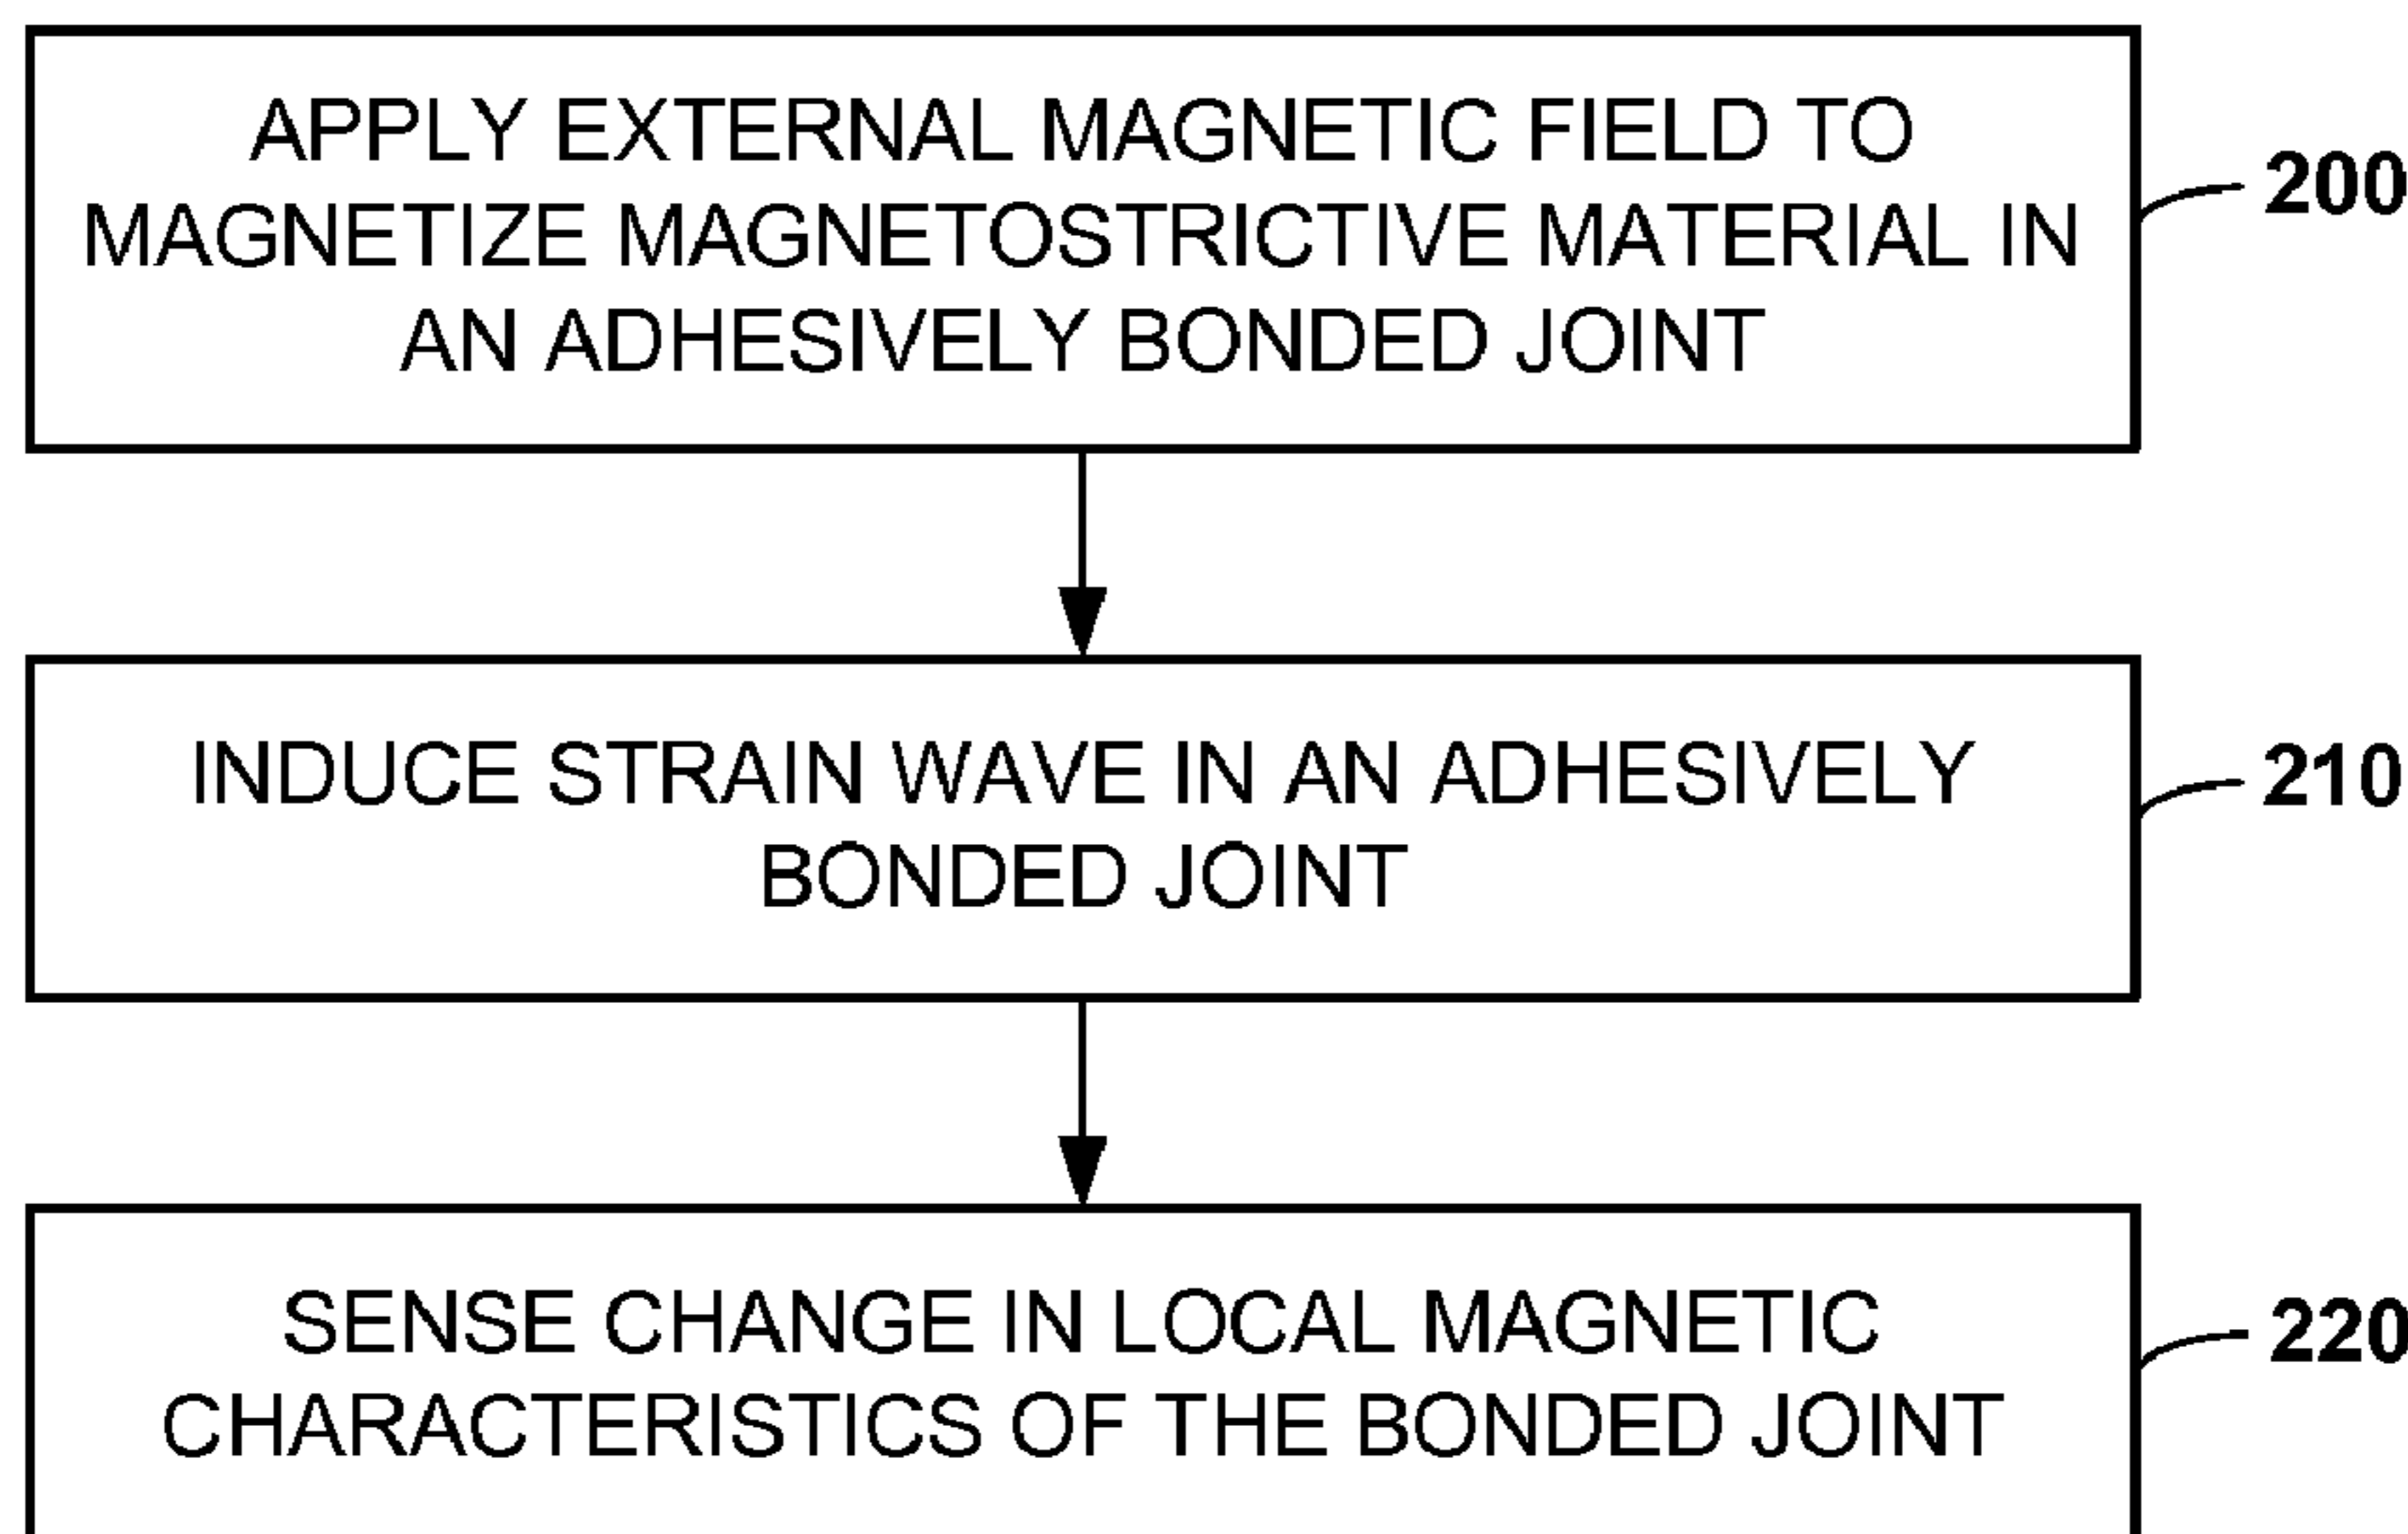 APPLY EXTERNAL MAGNETIC FIELD TO
MAGNETIZE MAGNETOSTRICTIVE MATERIAL IN
AN ADHESIVELY BONDED JOINT
200
INDUCE STRAIN WAVE IN AN ADHESIVELY
BONDED JOINT
210
SENSE CHANGE IN LOCAL MAGNETIC
CHARACTERISTICS OF THE BONDED JOINT
220